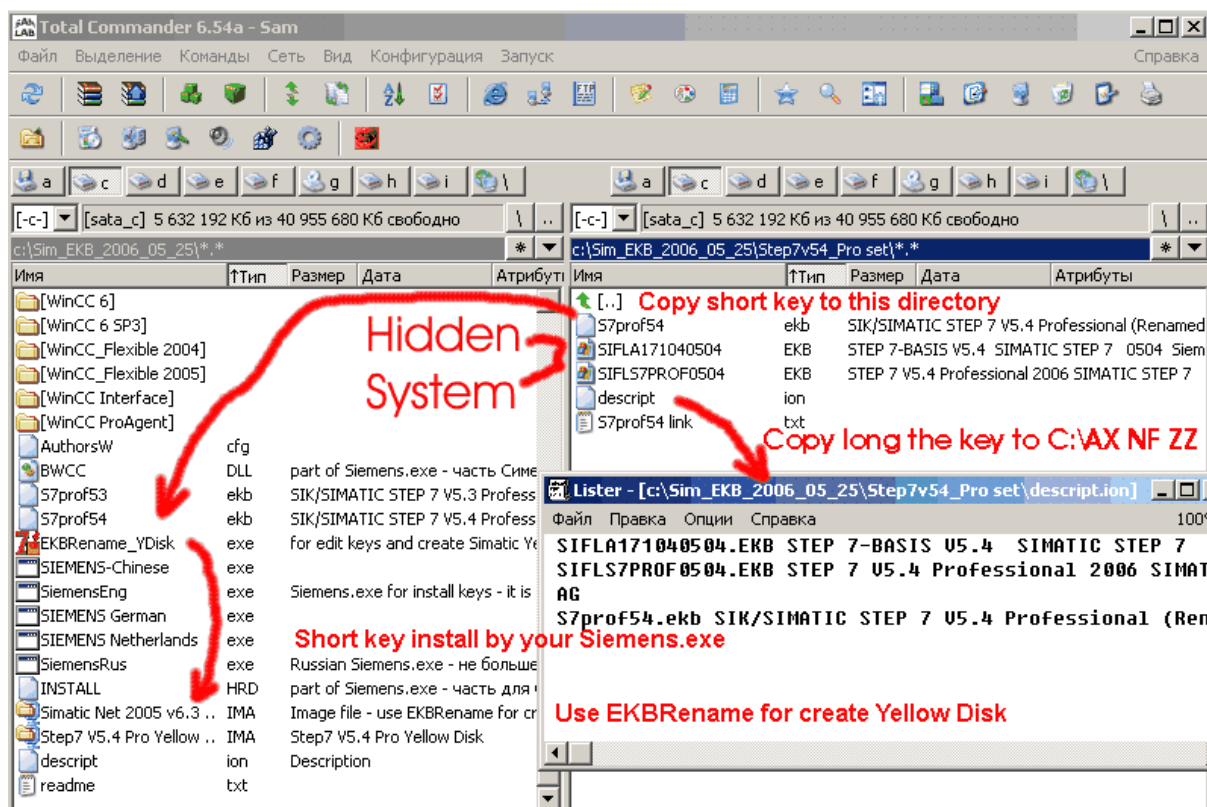 Total Commander 6.54a - Sam
Файл Выделение Команды Сеть Вид Конфигурация Запуск Справка
a c d e f g h i \ a c d e f g h i \
[-c-] [sata_c] 5 632 192 Кб из 40 955 680 Кб свободно \ .. [-c-] [sata_c] 5 632 192 Кб из 40 955 680 Кб свободно \ ..
c:\Sim_EKB_2006_05_25\*.* * c:\Sim_EKB_2006_05_25\Step7v54_Pro set\*.* *
Имя ↑Тип Размер Дата Атрибуты Имя ↑Тип Размер Дата Атрибуты
[WinCC 6]
[WinCC 6 SP3]
[WinCC_Flexible 2004]
[WinCC_Flexible 2005]
[WinCC Interface]
[WinCC ProAgent]
AuthorsW cfg
BWCC DLL part of Siemens.exe - часть Симе
S7prof53 ekb SIK/SIMATIC STEP 7 V5.3 Profess
S7prof54 ekb SIK/SIMATIC STEP 7 V5.4 Profess
EKBRename_YDisk exe for edit keys and create Simatic Ye
SIEMENS-Chinese exe
SiemensEng exe Siemens.exe for install keys - it is
SIEMENS German exe
SIEMENS Netherlands exe
SiemensRus exe Russian Siemens.exe - не больше
INSTALL HRD part of Siemens.exe - часть для
Simatic Net 2005 v6.3 .. IMA Image file - use EKBRename for cr
Step7 V5.4 Pro Yellow .. IMA Step7 V5.4 Pro Yellow Disk
descript ion Description
readme txt
Hidden
System
[..] Copy short key to this directory
S7prof54 ekb SIK/SIMATIC STEP 7 V5.4 Professional (Renamed
SIFLA171040504 EKB STEP 7-BASIS V5.4 SIMATIC STEP 7 0504 Siem
SIFLS7PROF0504 EKB STEP 7 V5.4 Professional 2006 SIMATIC STEP 7
descript ion
S7prof54 link txt
Copy long the key to C:\AX NF ZZ
Lister - [c:\Sim_EKB_2006_05_25\Step7v54_Pro set\descript.ion]
Файл Правка Опции Справка 100%
SIFLA171040504.EKB STEP 7-BASIS V5.4 SIMATIC STEP 7
SIFLS7PROF0504.EKB STEP 7 V5.4 Professional 2006 SIMAT
AG
S7prof54.ekb SIK/SIMATIC STEP 7 V5.4 Professional (Ren
Short key install by your Siemens.exe
Use EKBRename for create Yellow Disk